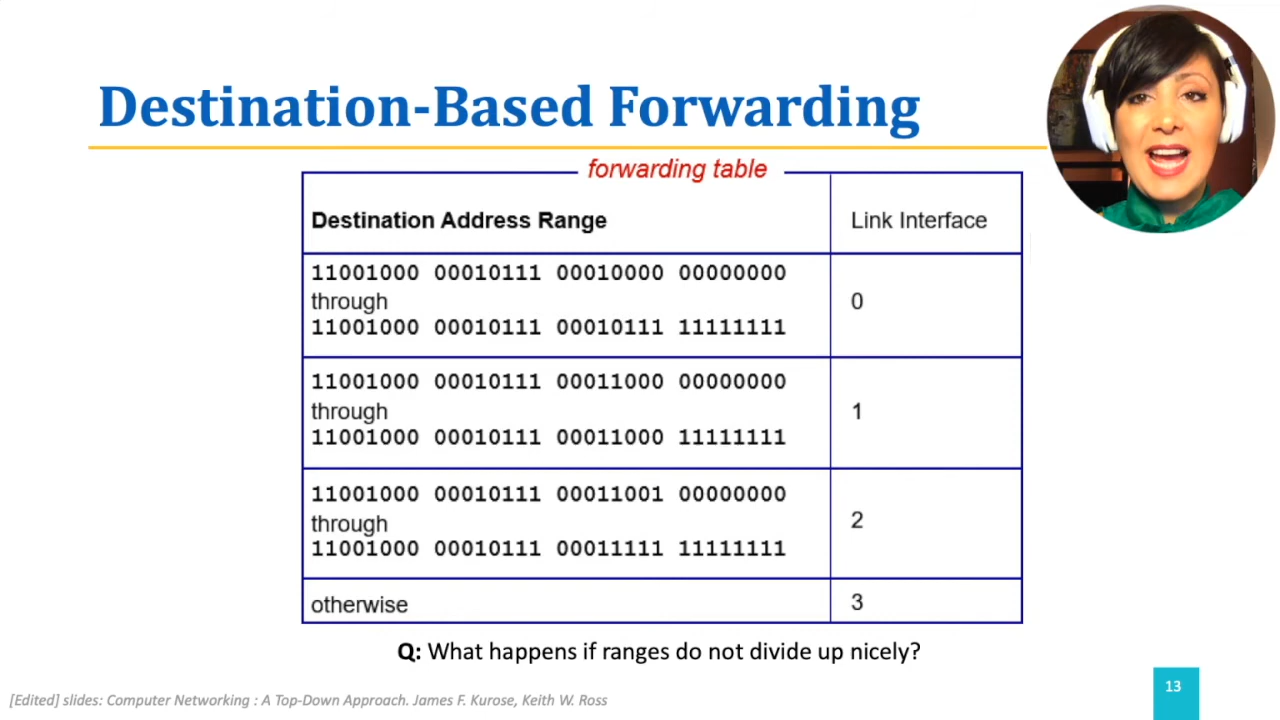 Destination-Based Forwarding
forwarding table
Destination Address Range
Link Interface
11001000 00010111 00010000 00000000
through
11001000 00010111 00010111 11111111
0
11001000 00010111 00011000 00000000
through
11001000 00010111 00011000 11111111
1
11001000 00010111 00011001 00000000
through
11001000 00010111 00011111 11111111
2
otherwise
3
Q: What happens if ranges do not divide up nicely?
[Edited] slides: Computer Networking : A Top-Down Approach. James F. Kurose, Keith W. Ross
13